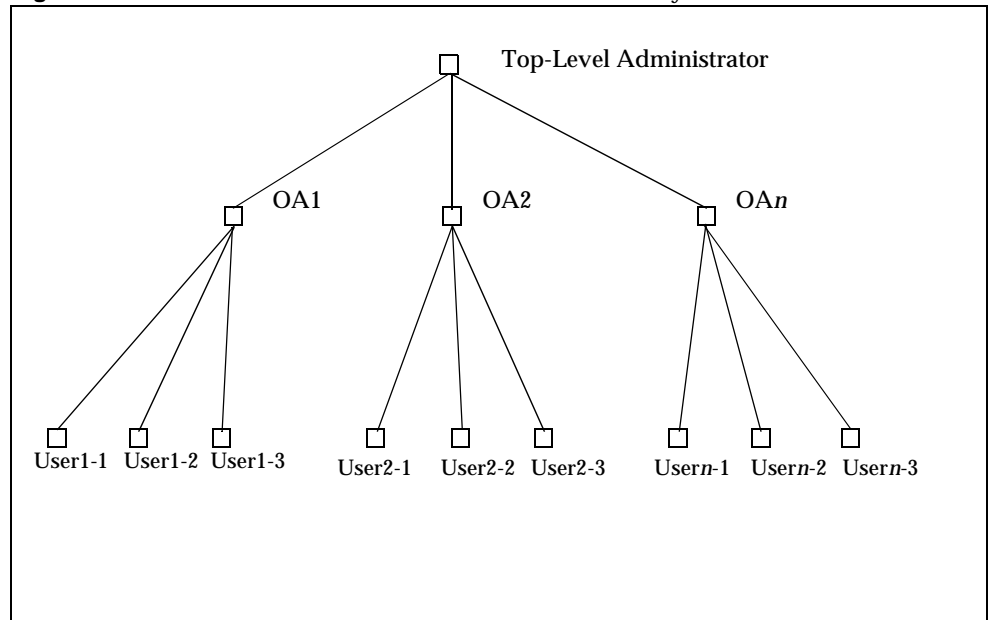 Top-Level Administrator
OA1 OA2 OAn
User1-1 User1-2 User1-3 User2-1 User2-2 User2-3 Usern-1 Usern-2 Usern-3